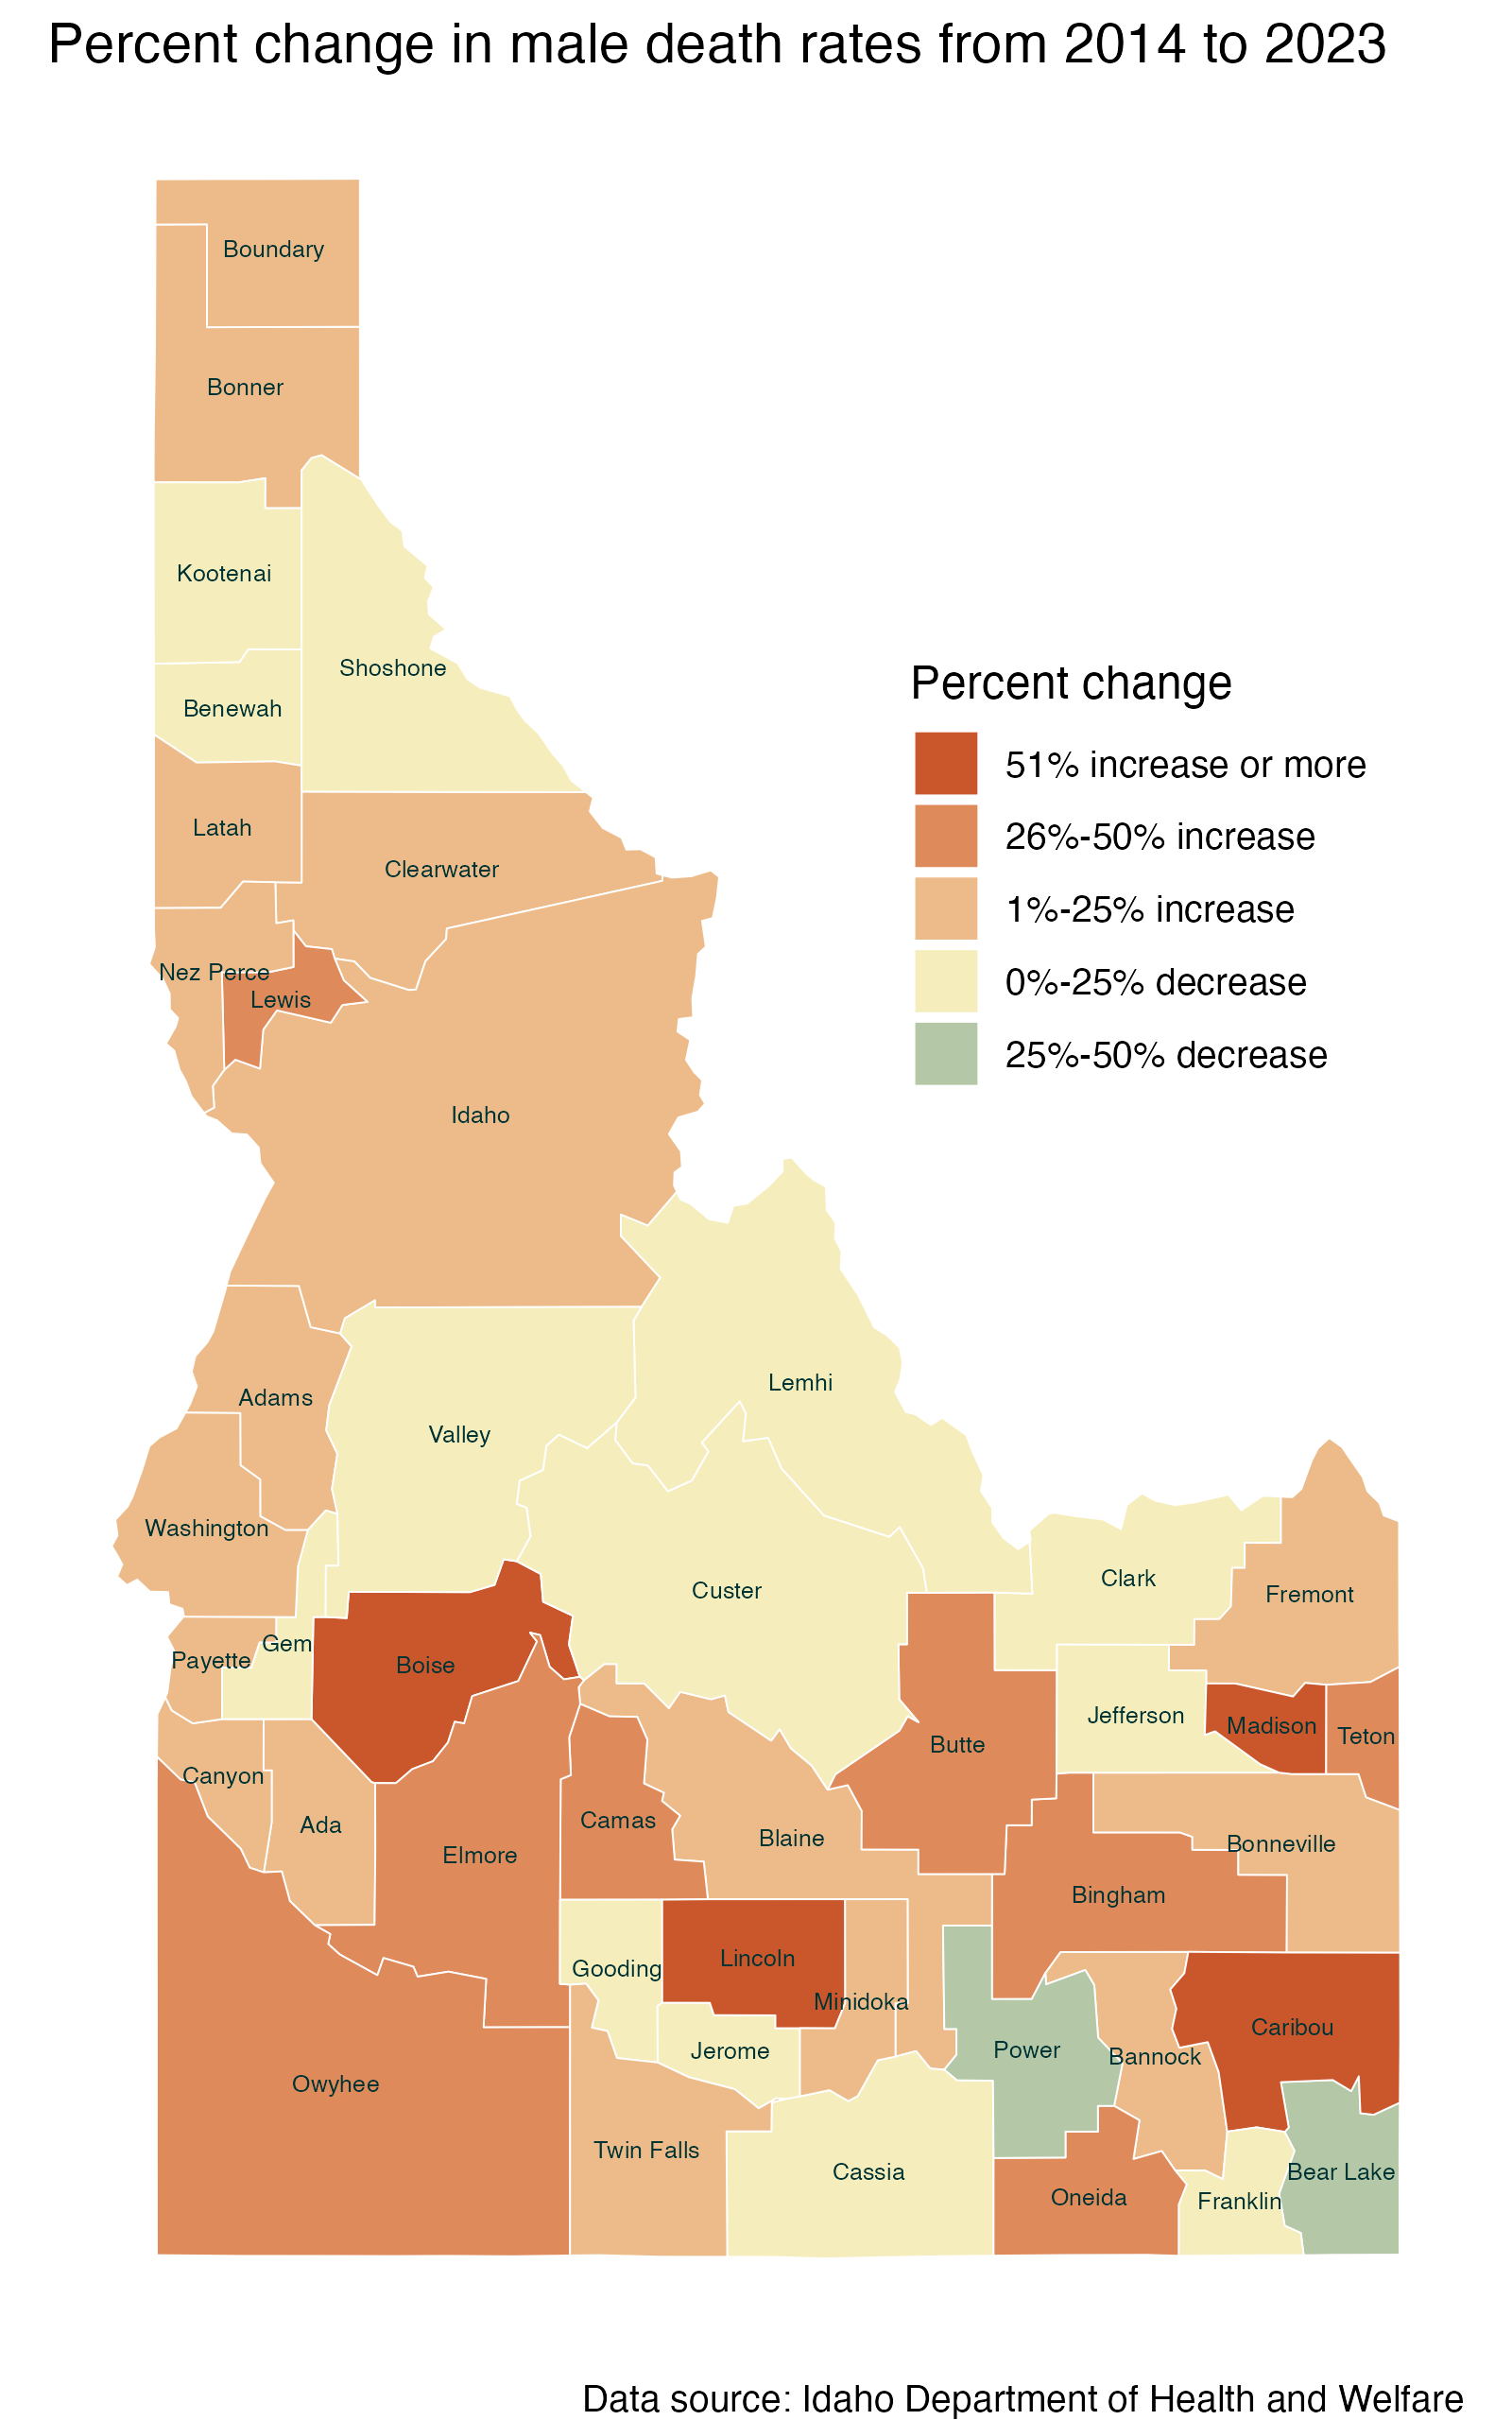 Percent change in male death rates from 2014 to 2023
Boundary
Bonner
Kootenai
Shoshone
Percent change
Benewah
51% increase or more
Latah
26%-50% increase
Clearwater
1%-25% increase
Nez Perce
0%-25% decrease
Lewis
25%-50% decrease
Idaho
Lemhi
Adams
Valley
Washington
Custer
Clark
Fremont
Gem
Payette
Boise
Jefferson
Madison
Teton
Butte
Canyon
Ada
Camas
Blaine
Bonneville
Elmore
Bingham
Lincoln
Gooding
Minidoka
Caribou
Jerome
Power
Bannock
Owyhee
Twin Falls
Cassia
Bear Lake
Oneida
Franklin
Data source: Idaho Department of Health and Welfare